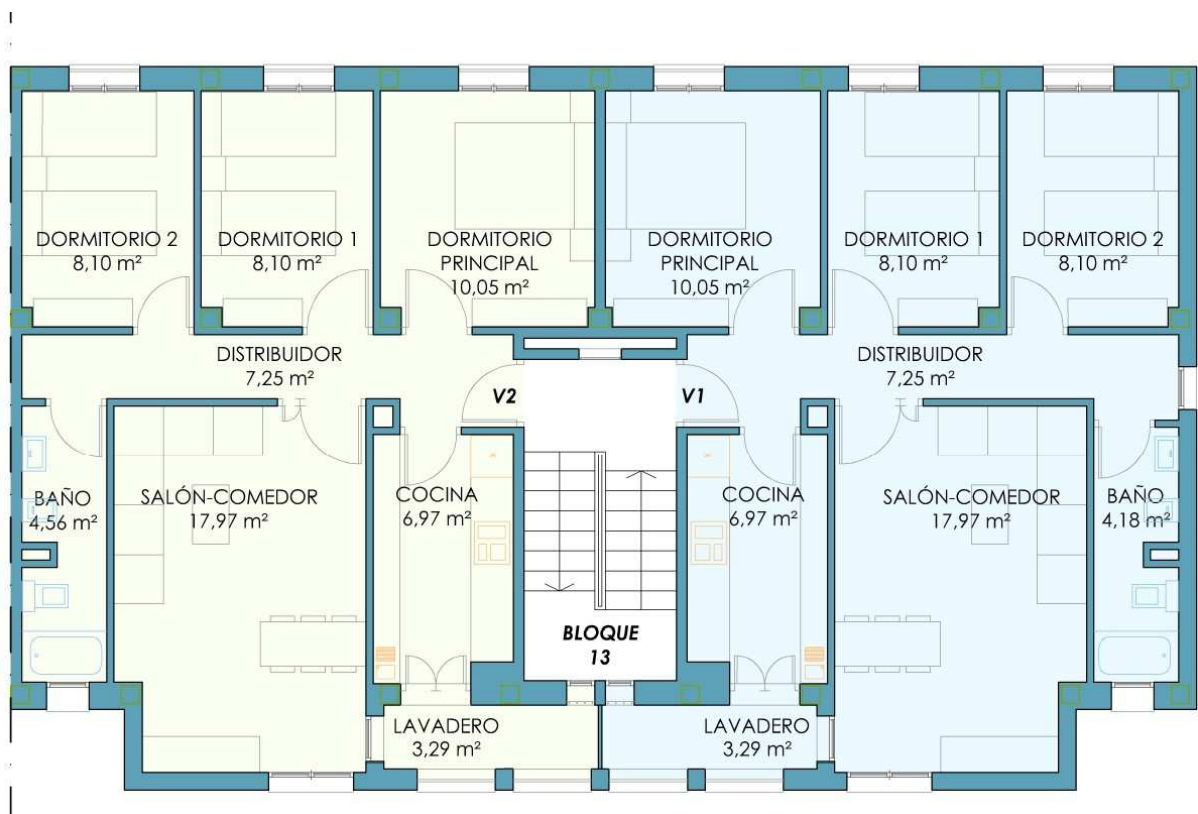 DORMITORIO 2
8,10 m²
DORMITORIO 1
8,10 m²
DORMITORIO
PRINCIPAL
10,05 m²
DORMITORIO
PRINCIPAL
10,05 m²
DORMITORIO 1
8,10 m²
DORMITORIO 2
8,10 m²
DISTRIBUIDOR
7,25 m²
V2
V1
DISTRIBUIDOR
7,25 m²
BAÑO
4,56 m²
SALÓN-COMEDOR
17,97 m²
COCINA
6,97 m²
COCINA
6,97 m²
SALÓN-COMEDOR
17,97 m²
BAÑO
4,18 m²
BLOQUE
13
LAVADERO
3,29 m²
LAVADERO
3,29 m²